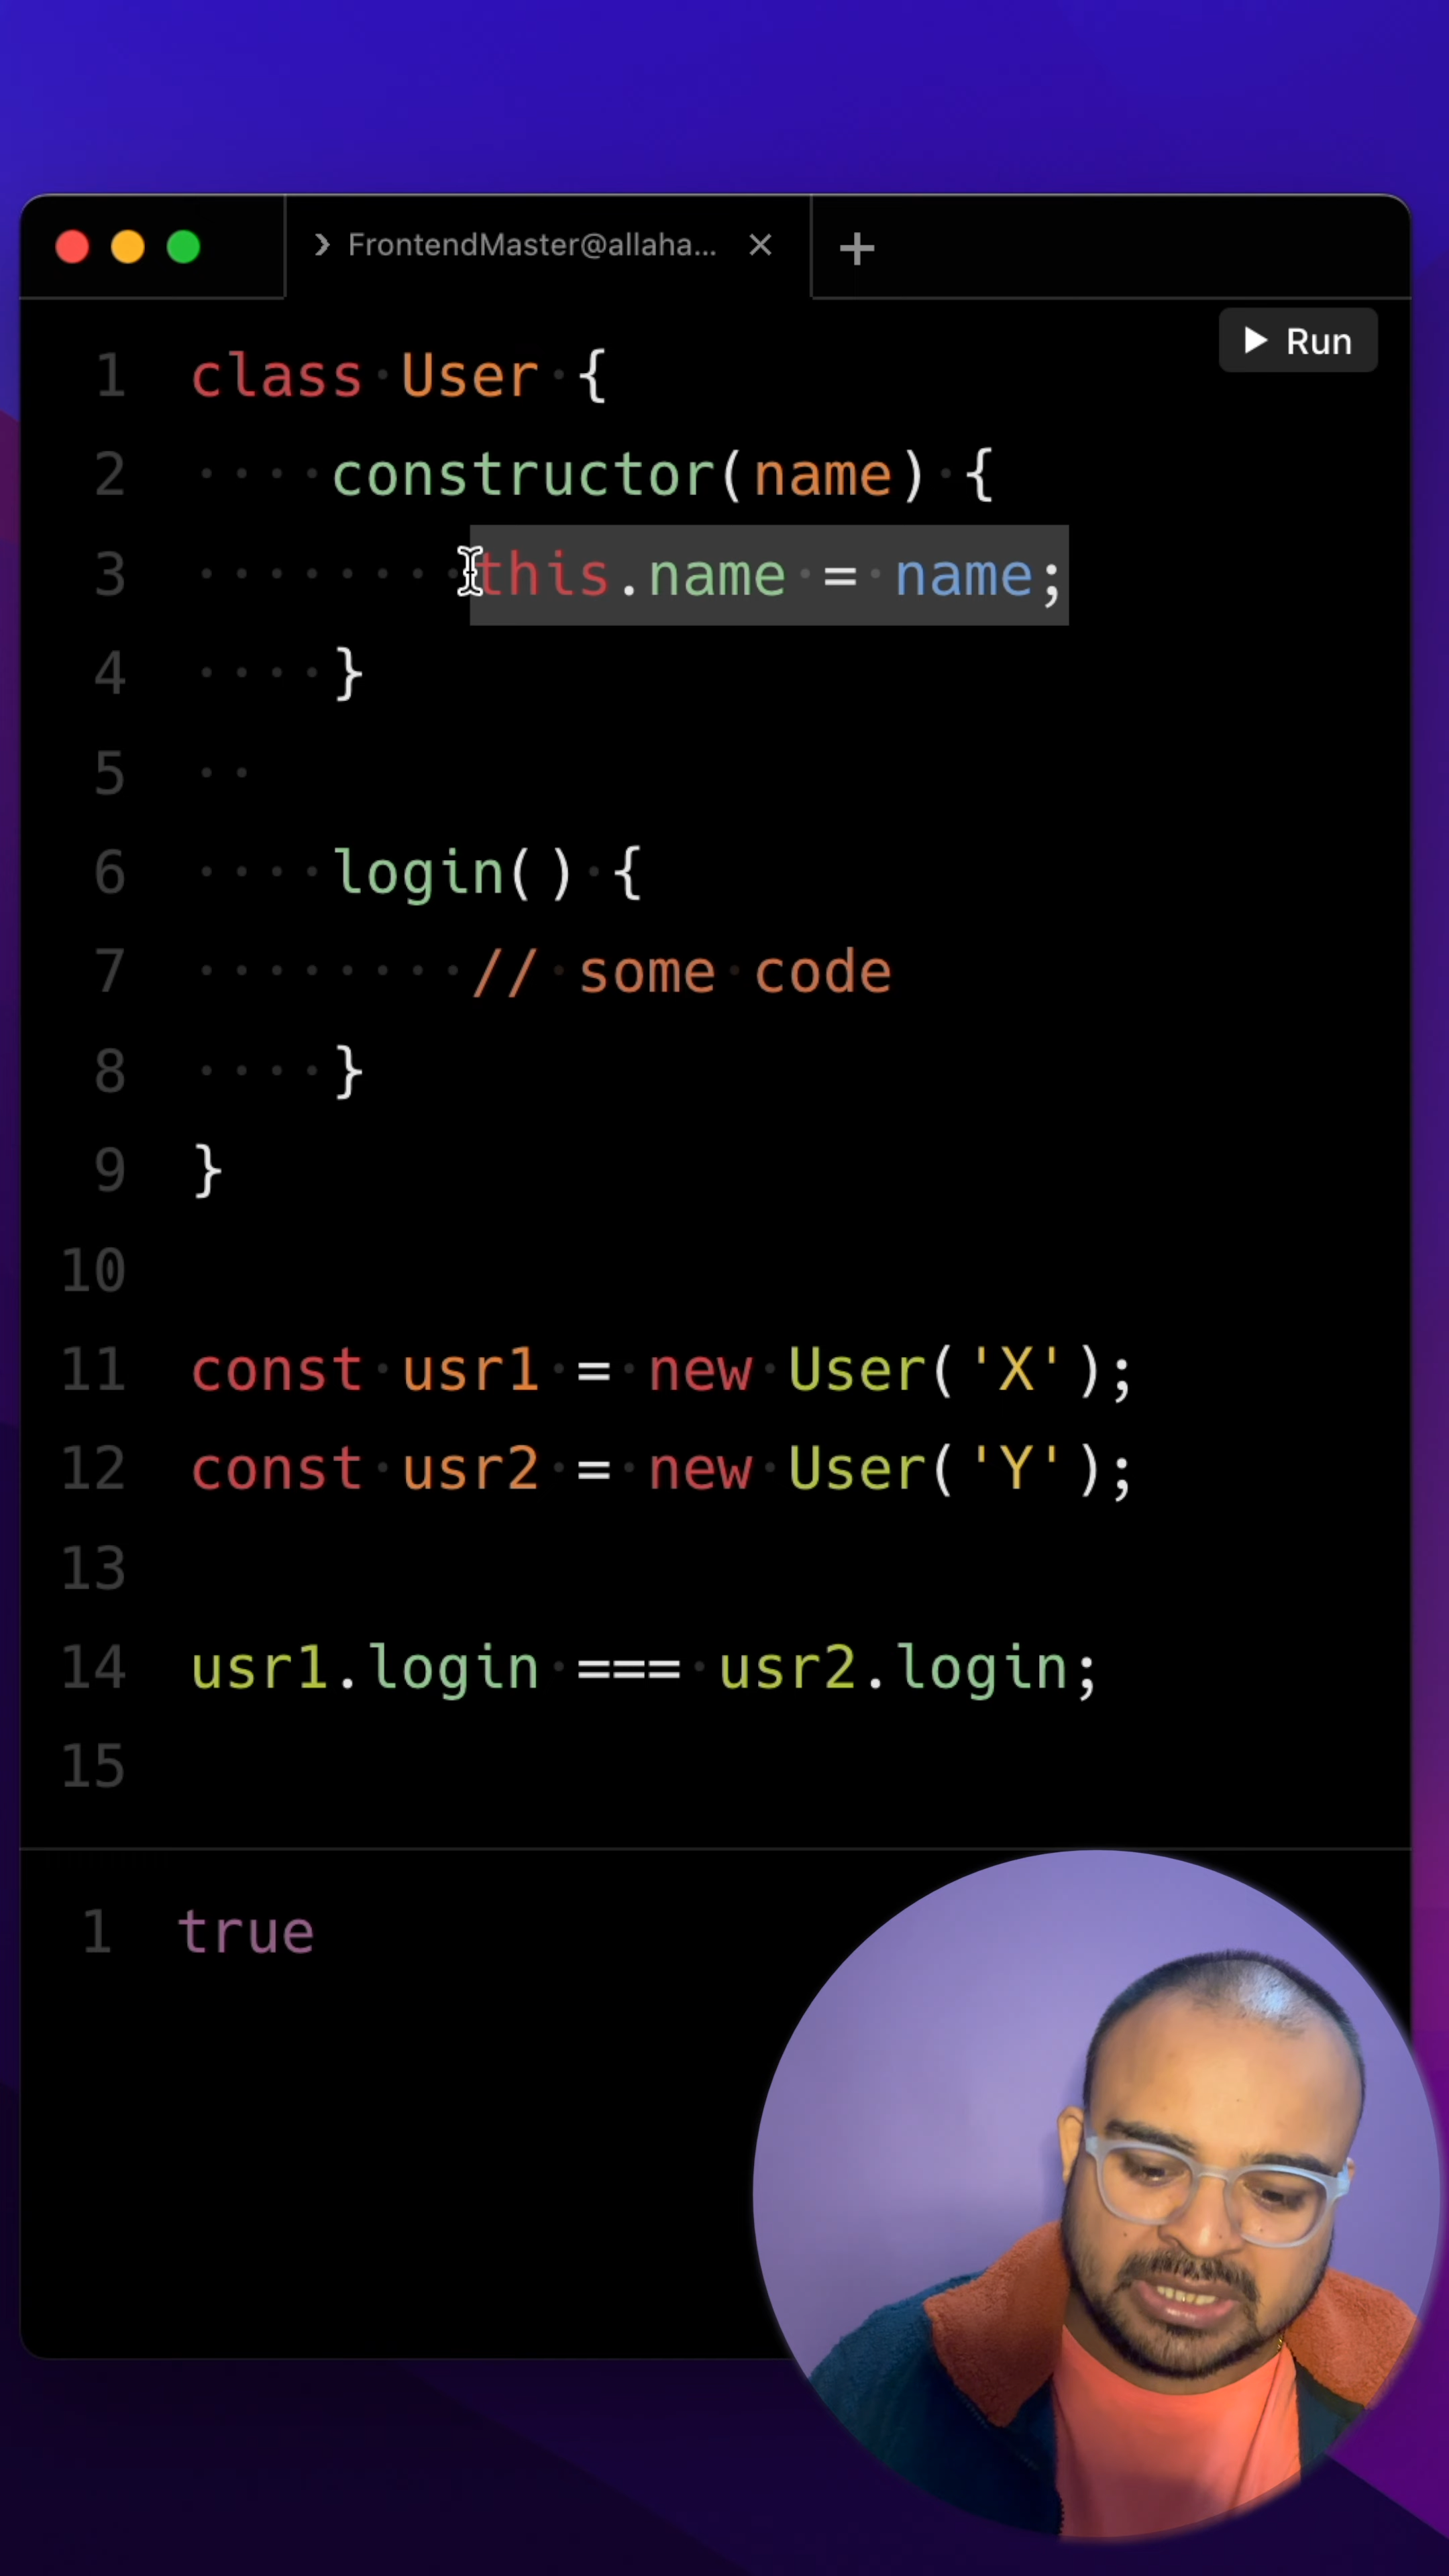 FrontendMaster@allaha...
Run
1 class User {
2 constructor(name) {
3 this.name = name;
4 }
5
6 login() {
7 // some code
8 }
9 }
10
11 const usr1 = new User('X');
12 const usr2 = new User('Y');
13
14 usr1.login === usr2.login;
15
1 true